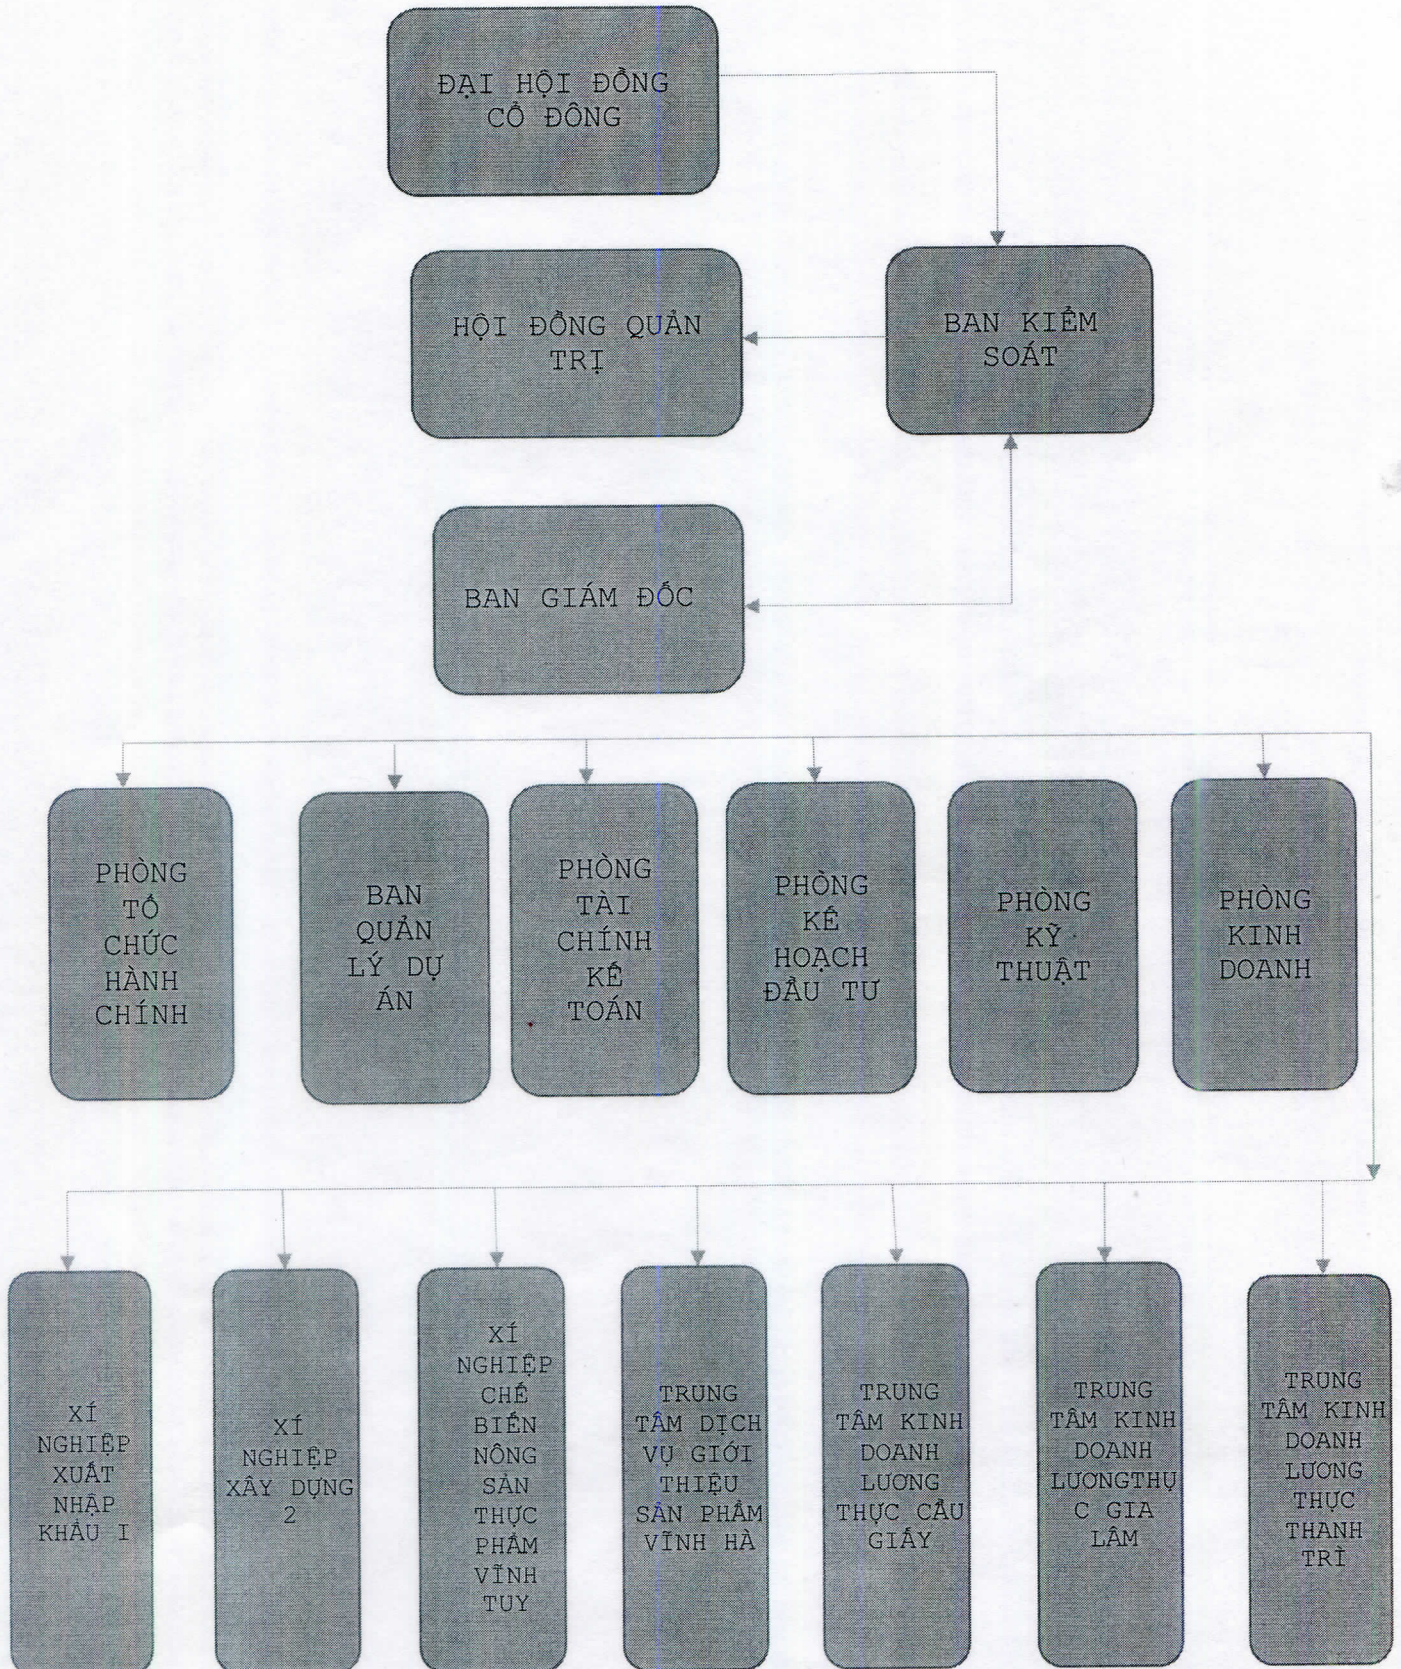 ĐẠI HỘI ĐỒNG
CỔ ĐÔNG
HỘI ĐỒNG QUẢN
TRỊ
BAN KIỂM
SOÁT
BAN GIÁM ĐỐC
PHÒNG
TỔ
CHỨC
HÀNH
CHÍNH
BAN
QUẢN
LÝ DỰ
ÁN
PHÒNG
TÀI
CHÍNH
KẾ
TOÁN
PHÒNG
KẾ
HOẠCH
ĐẦU TƯ
PHÒNG
KỸ
THUẬT
PHÒNG
KINH
DOANH
XÍ
NGHIỆP
XUẤT
NHẬP
KHẨU I
XÍ
NGHIỆP
XÂY DỰNG
2
XÍ
NGHIỆP
CHẾ
BIẾN
NÔNG
SẢN
THỰC
PHẨM
VĨNH
TUY
TRUNG
TÂM DỊCH
VỤ GIỚI
THIỆU
SẢN PHẨM
VĨNH HÀ
TRUNG
TÂM KINH
DOANH
LƯƠNG
THỰC CẦU
GIẤY
TRUNG
TÂM KINH
DOANH
LƯƠNGTHỰ
C GIA
LÂM
TRUNG
TÂM KINH
DOANH
LƯƠNG
THỰC
THANH
TRÌ